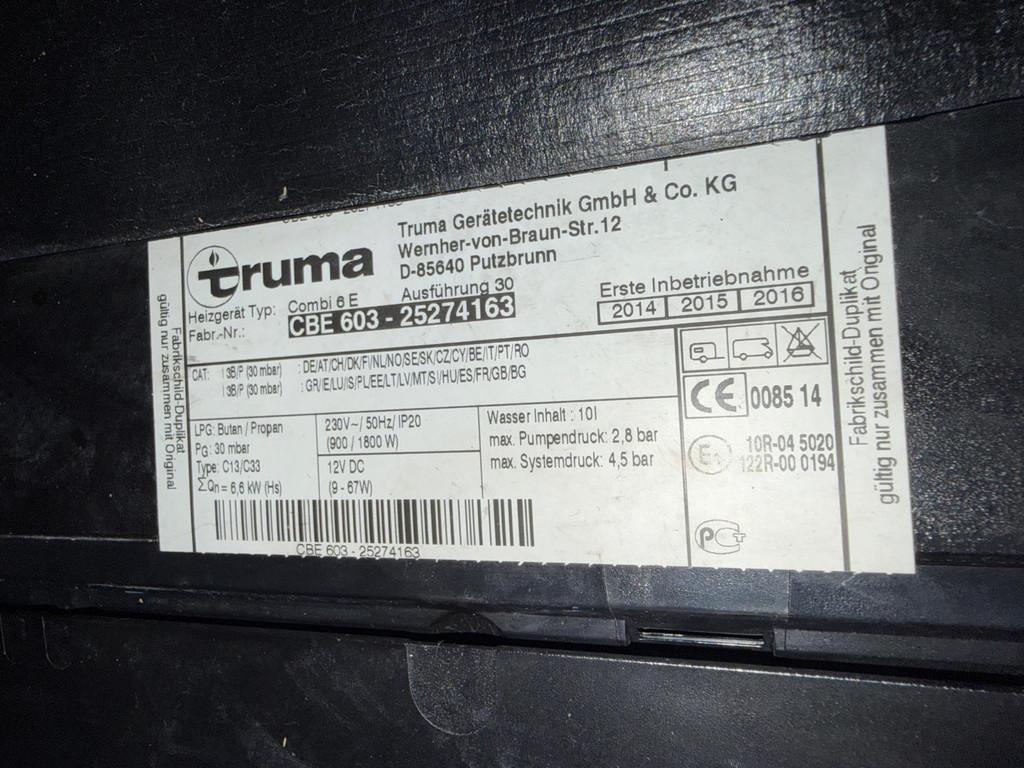 truma
Truma Gerätetechnik GmbH & Co. KG
Wernher-von-Braun-Str.12
D-85640 Putzbrunn
Heizgerät Typ: Combi 6 E Ausführung 30
Fabr.-Nr.: CBE 603 - 25274163
Erste Inbetriebnahme
2014 2015 2016
CAT: I 3B/P (30 mbar) : DE/AT/CH/DK/FI/NL/NO/SE/SK/CZ/CY/BE/IT/PT/RO
I 3B/P (30 mbar) : GR/IE/LU/IS/PL/EE/LT/LV/MT/SI/HU/ES/FR/GB/BG
LPG: Butan / Propan
PG: 30 mbar
Type: C13/C33
ΣQn = 6,6 kW (Hs)
230V~/ 50Hz/ IP20
(900 / 1800 W)
12V DC
(9 - 67W)
Wasser Inhalt : 10l
max. Pumpendruck: 2,8 bar
max. Systemdruck: 4,5 bar
CE 0085 14
E1 10R-04 5020
122R-00 0194
CBE 603 - 25274163
Fabrikschild-Duplikat
gültig nur zusammen mit Original
Fabrikschild-Duplikat
gültig nur zusammen mit Original